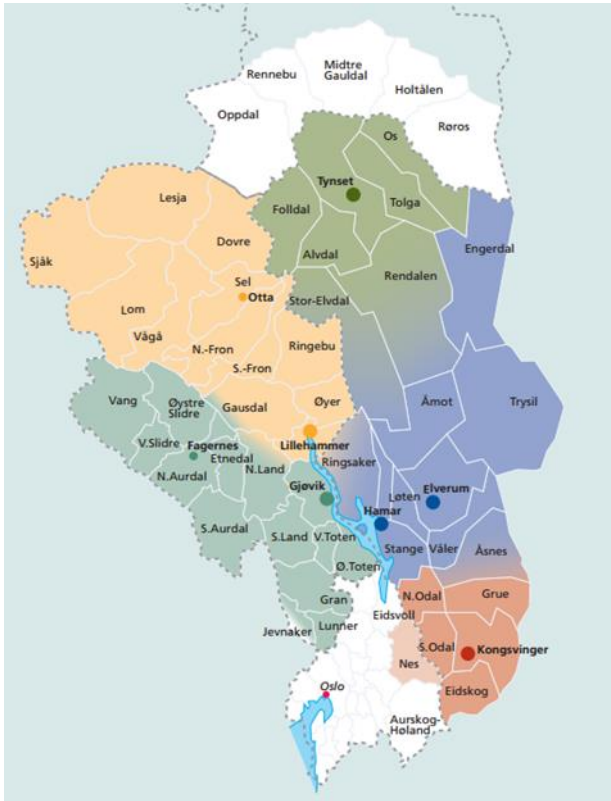 Midtre
Gauldal
Rennebu
Holtålen
Oppdal
Røros
Os
Tynset
Lesja
Folldal
Tolga
Dovre
Engerdal
Alvdal
Sjåk
Rendalen
Sel
Otta
Stor-Elvdal
Lom
Vågå
Ringebu
N.-Fron
S.-Fron
Vang
Øystre
Slidre
Gausdal
Øyer
Åmot
Trysil
V.Slidre
Fagernes
Etnedal
Lillehammer
Ringsaker
N.Aurdal
N.Land
Gjøvik
Løten
Elverum
Hamar
S.Aurdal
S.Land
V.Toten
Stange
Våler
Åsnes
Ø.Toten
N.Odal
Grue
Gran
Eidsvoll
Jevnaker
Lunner
S.Odal
Kongsvinger
Nes
Oslo
Eidskog
Aurskog-
Høland